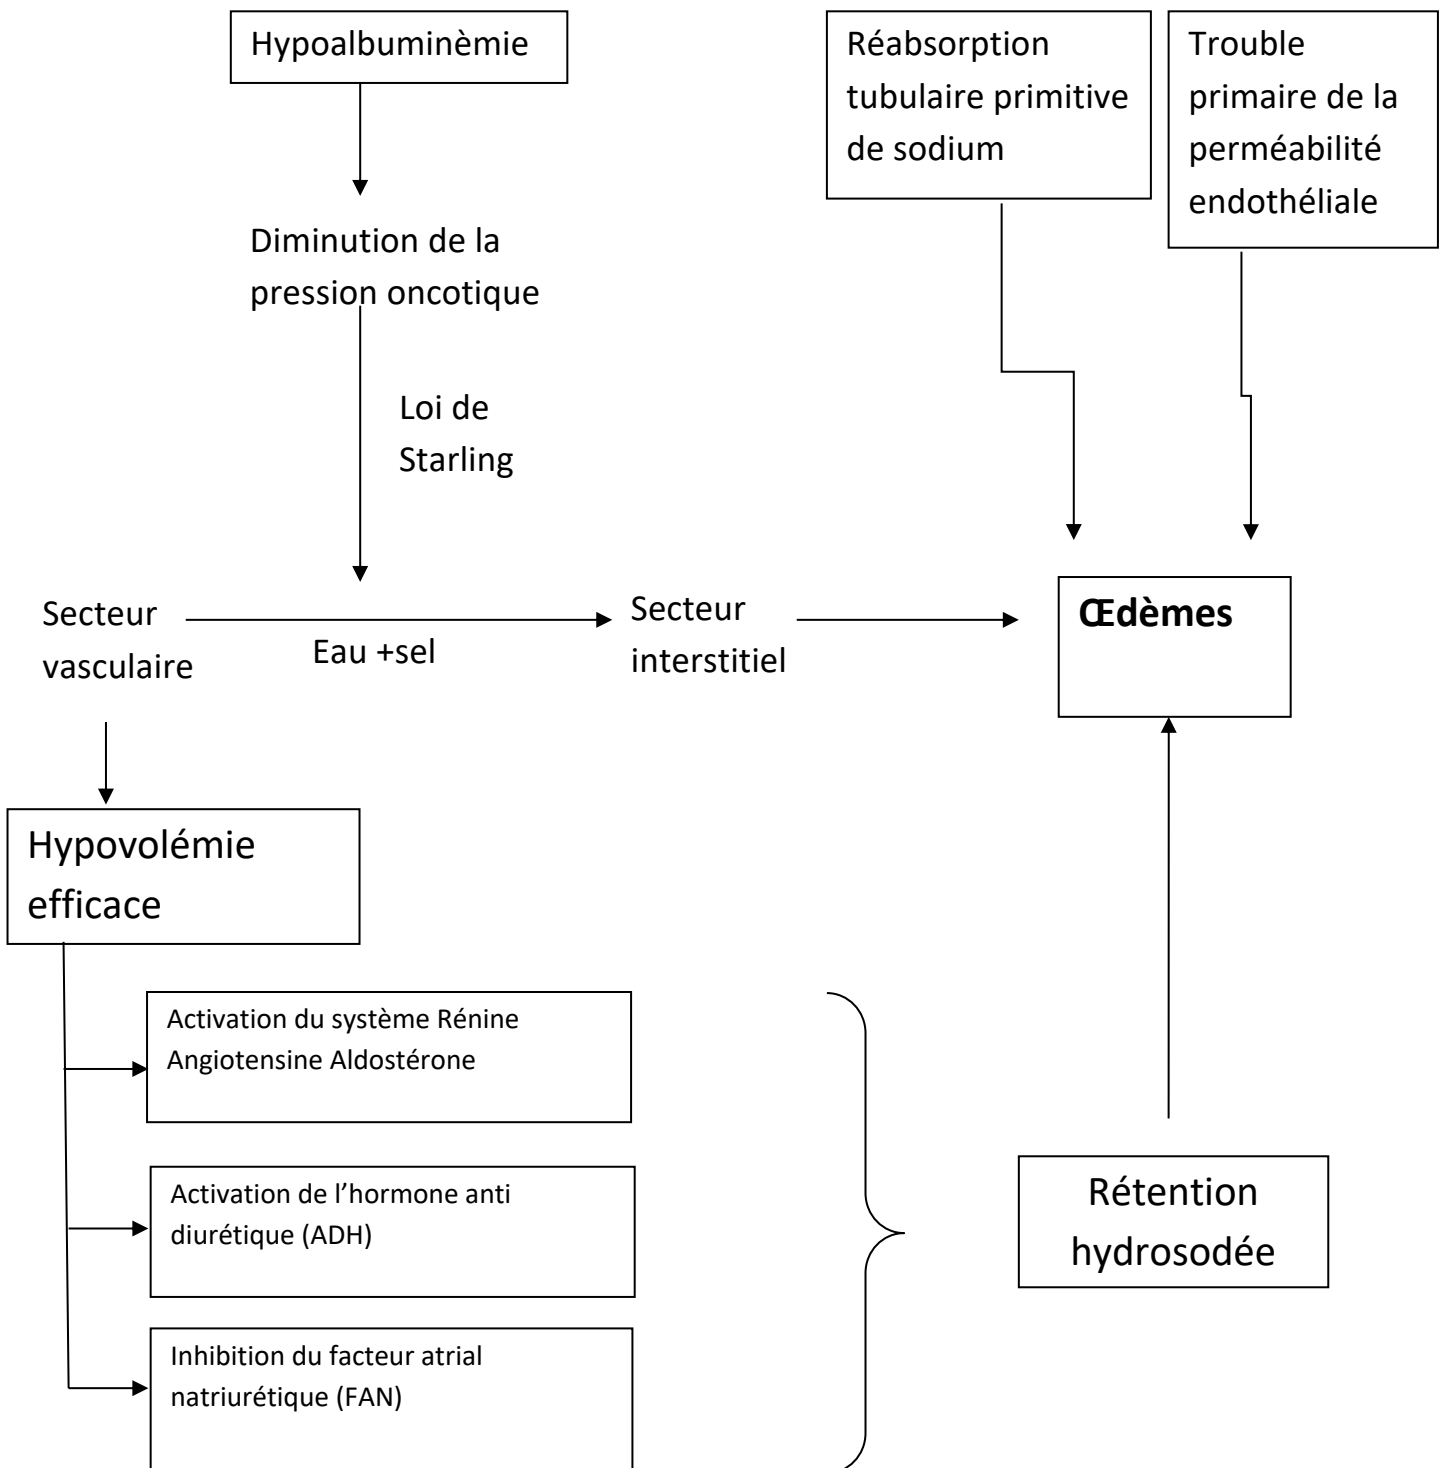 Hypoalbuminèmie
Réabsorption
tubulaire primitive
de sodium
Trouble
primaire de la
perméabilité
endothéliale
Diminution de la
pression oncotique
Loi de
Starling
Secteur
vasculaire
Eau +sel
Secteur
interstitiel
Œdèmes
Hypovolémie
efficace
Activation du système Rénine
Angiotensine Aldostérone
Activation de l’hormone anti
diurétique (ADH)
Inhibition du facteur atrial
natriurétique (FAN)
Rétention
hydrosodée